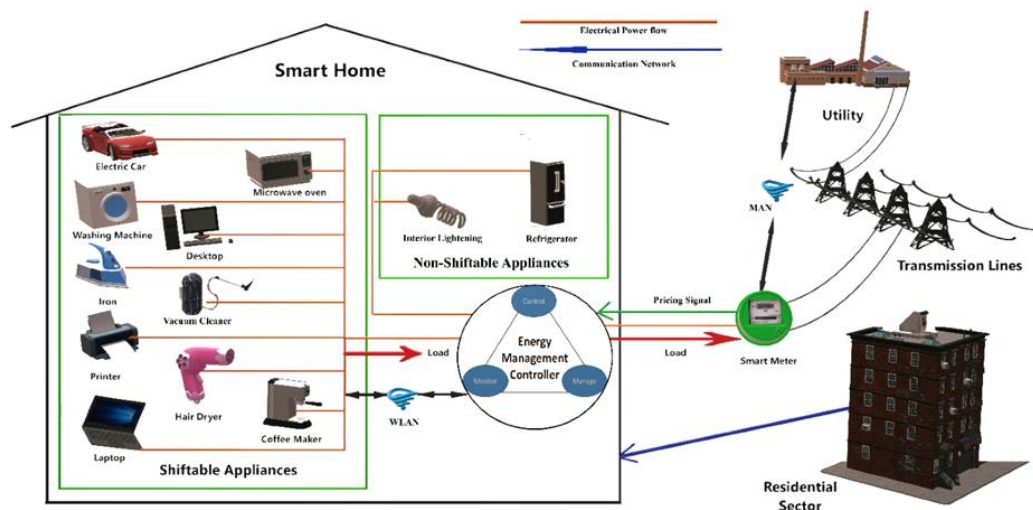 Electrical Power flow
Communication Network
Smart Home
Utility
Electric Car
Microwave oven
Washing Machine
Desktop
Interior Lightening
Refrigerator
Non-Shiftable Appliances
MAN
Transmission Lines
Iron
Vacuum Cleaner
Control
Pricing Signal
Printer
Load
Energy
Management
Controller
Monitor
Manage
Load
Smart Meter
Hair Dryer
WLAN
Laptop
Coffee Maker
Shiftable Appliances
Residential
Sector